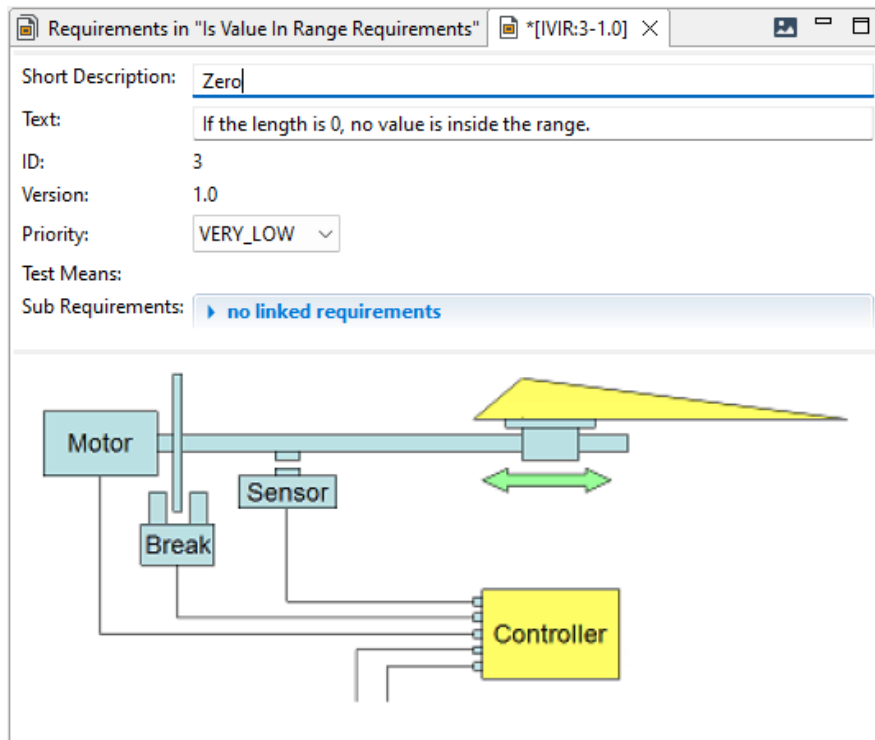 Requirements in "Is Value In Range Requirements" *[IVIR:3-1.0]
Short Description: Zero
Text: If the length is 0, no value is inside the range.
ID: 3
Version: 1.0
Priority: VERY_LOW
Test Means:
Sub Requirements: no linked requirements
Motor
Sensor
Break
Controller